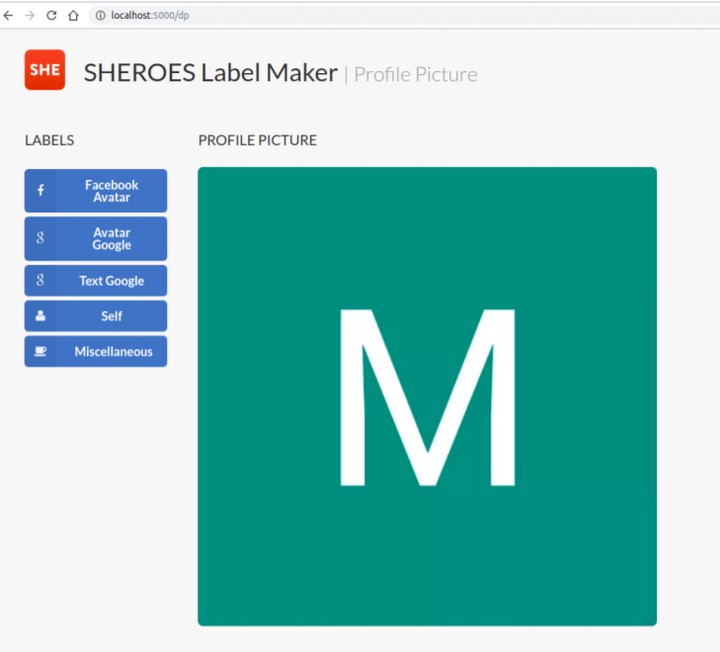 localhost:5000/dp
SHE
SHEROES Label Maker | Profile Picture
LABELS
PROFILE PICTURE
Facebook
Avatar
Avatar
Google
Text Google
Self
Miscellaneous
M